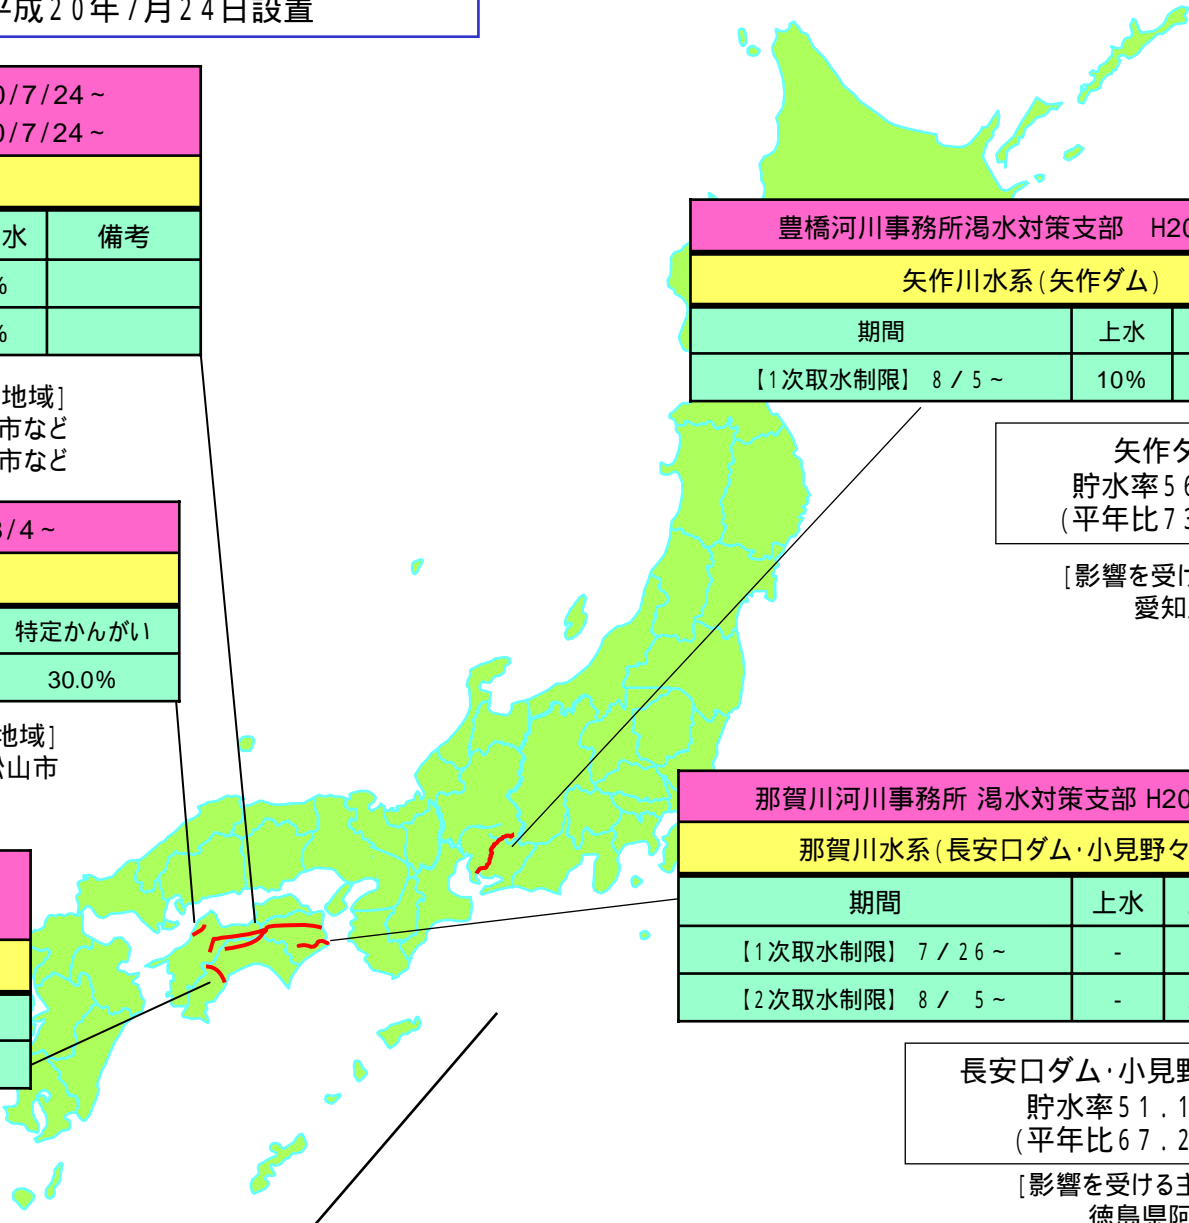 成20年7月24日設置
0/7/24~
0/7/24~
水 備考
%
%
地域]
市など
市など
8/4~
特定かんがい
30.0%
地域]
山市
豊橋河川事務所渇水対策支部 H20
矢作川水系(矢作ダム)
期間 上水
【1次取水制限】 8/5~ 10%
矢作ダ
貯水率56
(平年比73
[影響を受け
愛知
那賀川河川事務所 渇水対策支部 H20
那賀川水系(長安口ダム・小見野々
期間 上水
【1次取水制限】 7/26~ -
【2次取水制限】 8/ 5~ -
長安口ダム・小見野
貯水率51.1
(平年比67.2
[影響を受ける主
徳島県阿